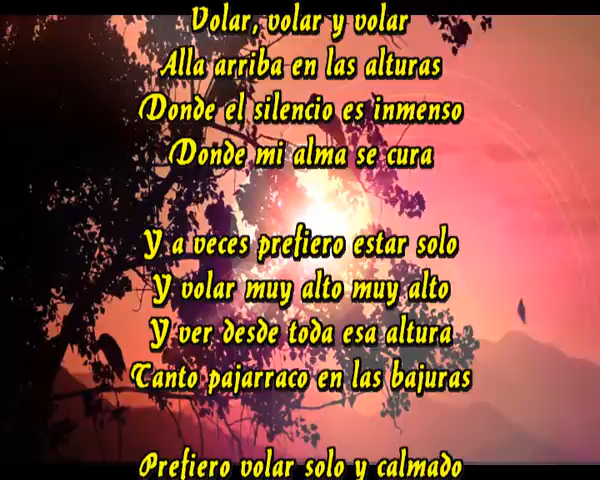 Volar, volar y volar
Alla arriba en las alturas
Donde el silencio es inmenso
Donde mi alma se cura
Y a veces prefiero estar solo
Y volar muy alto muy alto
Y ver desde toda esa altura
Tanto pajarraco en las bajuras
Prefiero volar solo y calmado